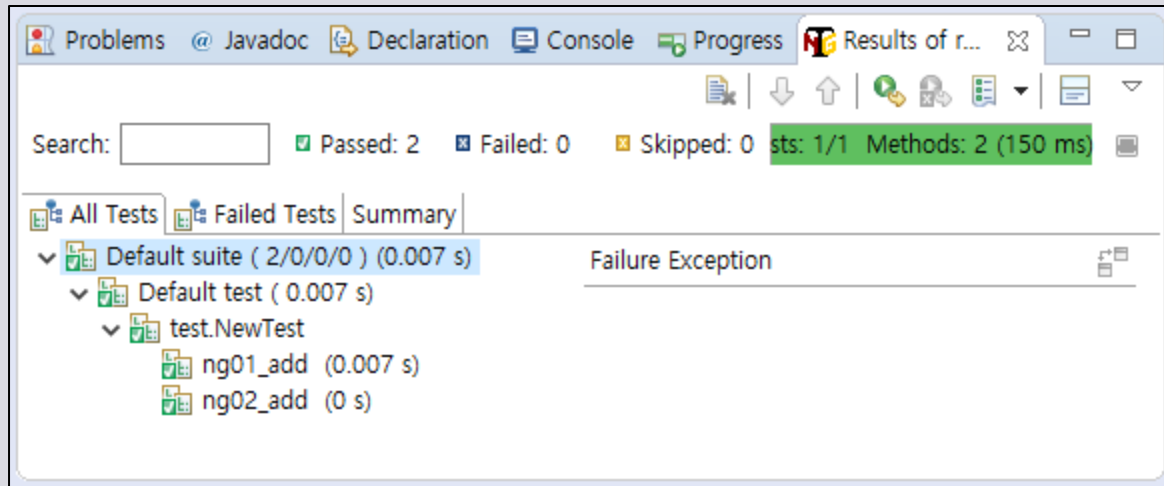 Problems @ Javadoc Declaration Console Progress Results of r...
Search: Passed: 2 Failed: 0 Skipped: 0 sts: 1/1 Methods: 2 (150 ms)
All Tests Failed Tests Summary
Default suite ( 2/0/0/0 ) (0.007 s)
Failure Exception
Default test ( 0.007 s)
test.NewTest
ng01_add (0.007 s)
ng02_add (0 s)